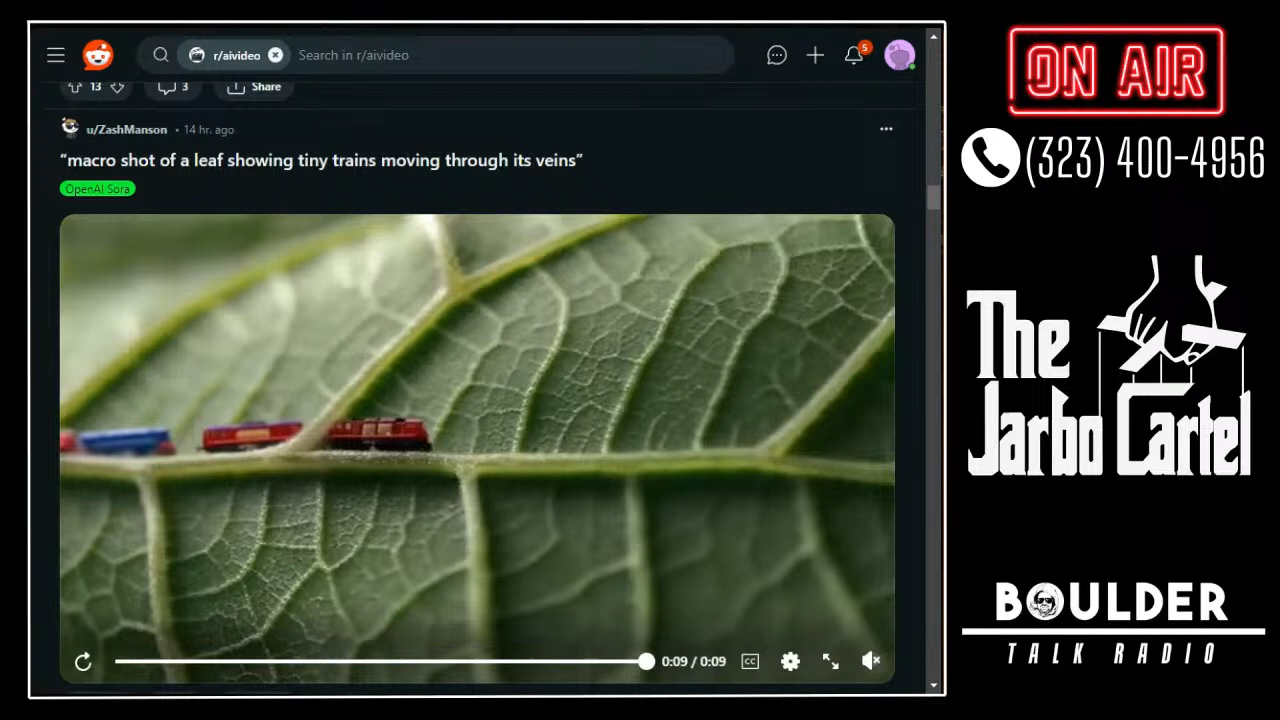 r/aivideo
Search in r/aivideo
5
13
3
Share
u/ZashManson • 14 hr. ago
“macro shot of a leaf showing tiny trains moving through its veins”
OpenAI Sora
0:09 / 0:09
CC
ON AIR
(323) 400-4956
The
Jarbo Cartel
BOULDER
TALK RADIO